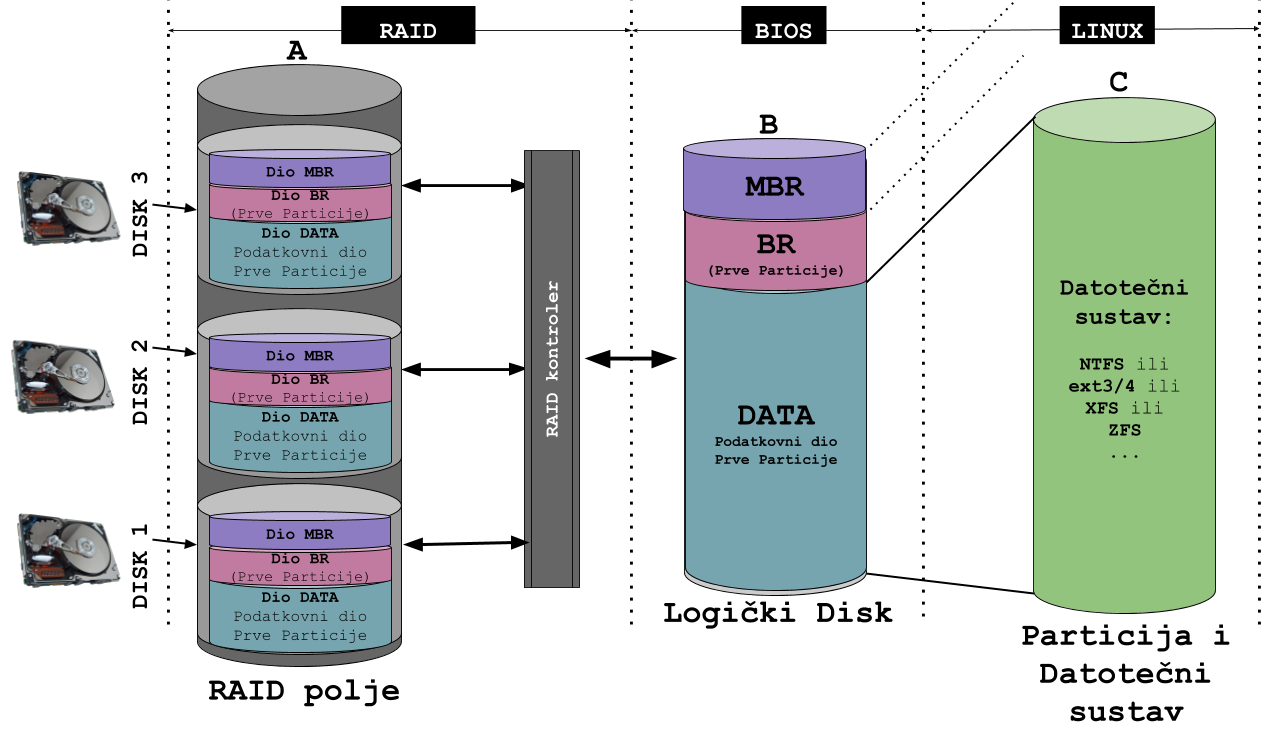 RAID
BIOS
LINUX
A
DISK 3
Dio MBR
Dio BR
(Prve Particije)
Dio DATA
Podatkovni dio
Prve Particije
DISK 2
Dio MBR
Dio BR
(Prve Particije)
Dio DATA
Podatkovni dio
Prve Particije
DISK 1
Dio MBR
Dio BR
(Prve Particije)
Dio DATA
Podatkovni dio
Prve Particije
RAID polje
RAID kontroler
B
MBR
BR
(Prve Particije)
DATA
Podatkovni dio
Prve Particije
Logički Disk
C
Datotečni
sustav:
NTFS ili
ext3/4 ili
XFS ili
ZFS
...
Particija i
Datotečni
sustav